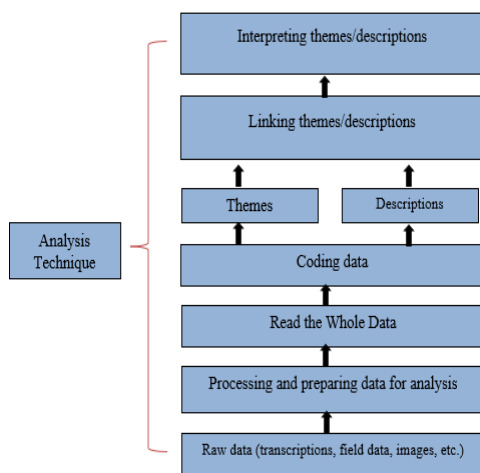 Interpreting themes/descriptions
Linking themes/descriptions
Themes
Descriptions
Analysis
Technique
Coding data
Read the Whole Data
Processing and preparing data for analysis
Raw data (transcriptions, field data, images, etc.)